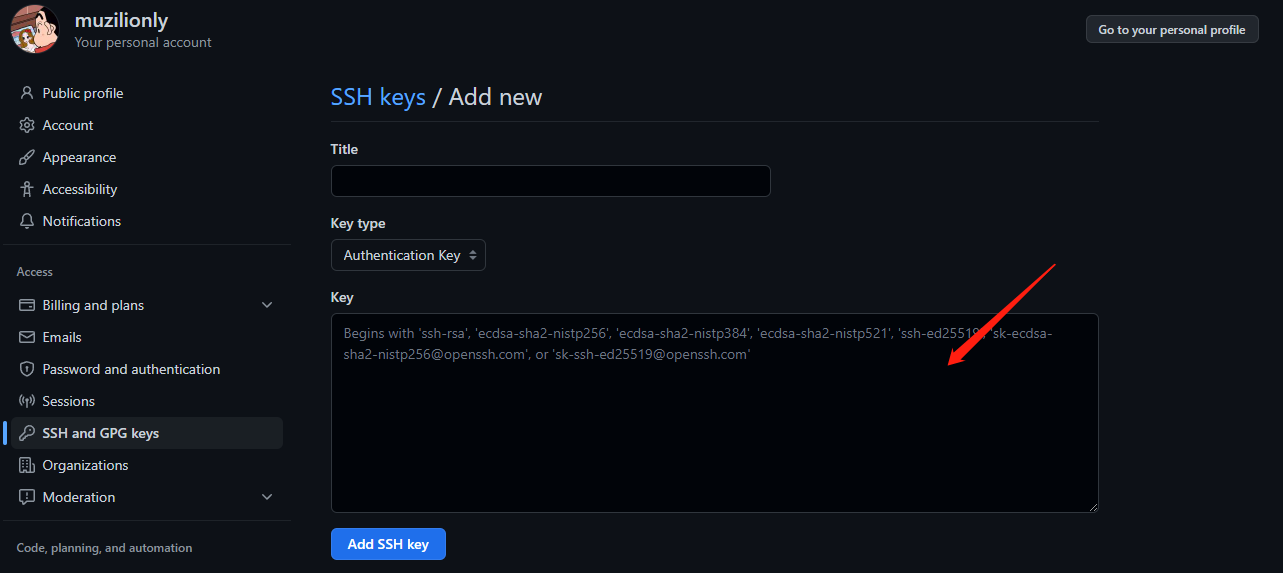 muzilionly
Your personal account
Go to your personal profile
Public profile
Account
Appearance
Accessibility
Notifications
Access
Billing and plans
Emails
Password and authentication
Sessions
SSH and GPG keys
Organizations
Moderation
Code, planning, and automation
SSH keys / Add new
Title
Key type
Authentication Key
Key
Begins with 'ssh-rsa', 'ecdsa-sha2-nistp256', 'ecdsa-sha2-nistp384', 'ecdsa-sha2-nistp521', 'ssh-ed25519', 'sk-ecdsa-
sha2-nistp256@openssh.com', or 'sk-ssh-ed25519@openssh.com'
Add SSH key